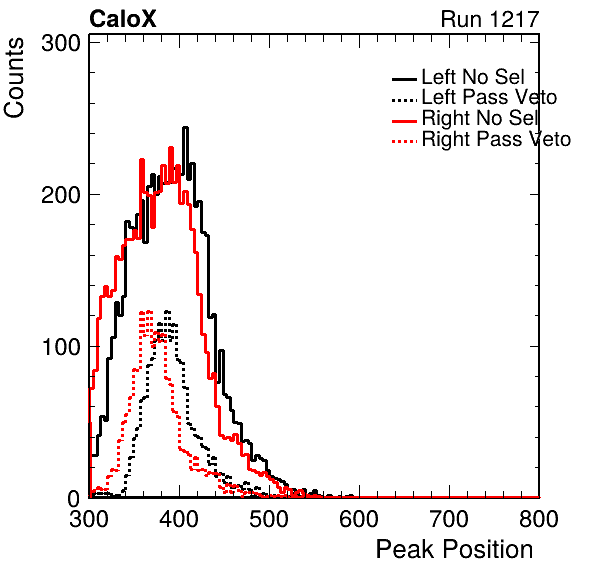 CaloX Run 1217
Counts
300
200
100
0
Left No Sel
Left Pass Veto
Right No Sel
Right Pass Veto
300 400 500 600 700 800
Peak Position